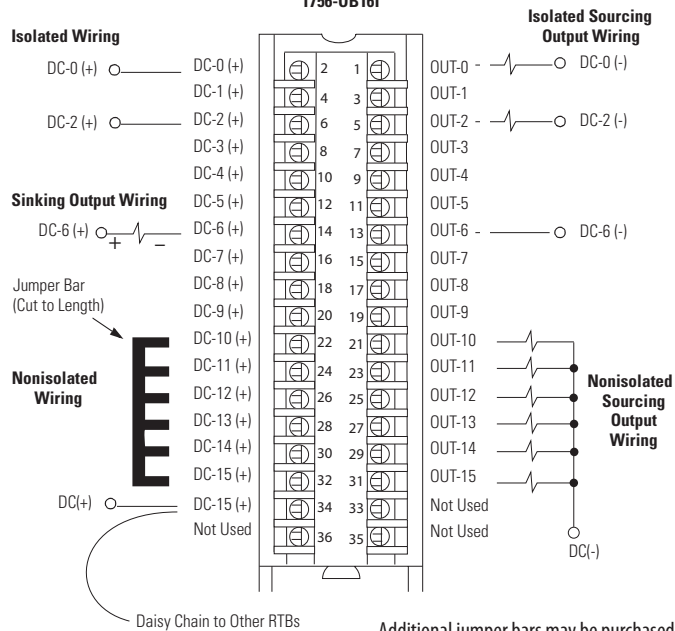 1756-OB16I
Isolated Wiring
Isolated Sourcing
Output Wiring
DC-0 (+) DC-0 (+) 2 1 OUT-0 DC-0 (-)
DC-1 (+) 4 3 OUT-1
DC-2 (+) DC-2 (+) 6 5 OUT-2 DC-2 (-)
DC-3 (+) 8 7 OUT-3
DC-4 (+) 10 9 OUT-4
Sinking Output Wiring
DC-5 (+) 12 11 OUT-5
DC-6 (+) + – DC-6 (+) 14 13 OUT-6 DC-6 (-)
DC-7 (+) 16 15 OUT-7
Jumper Bar
(Cut to Length)
DC-8 (+) 18 17 OUT-8
DC-9 (+) 20 19 OUT-9
DC-10 (+) 22 21 OUT-10
DC-11 (+) 24 23 OUT-11
Nonisolated
Wiring
DC-12 (+) 26 25 OUT-12
DC-13 (+) 28 27 OUT-13
DC-14 (+) 30 29 OUT-14
DC-15 (+) 32 31 OUT-15
Nonisolated
Sourcing
Output
Wiring
DC(+) DC-15 (+) 34 33 Not Used
Not Used 36 35 Not Used
DC(-)
Daisy Chain to Other RTBs
Additional jumper bars may be purchased